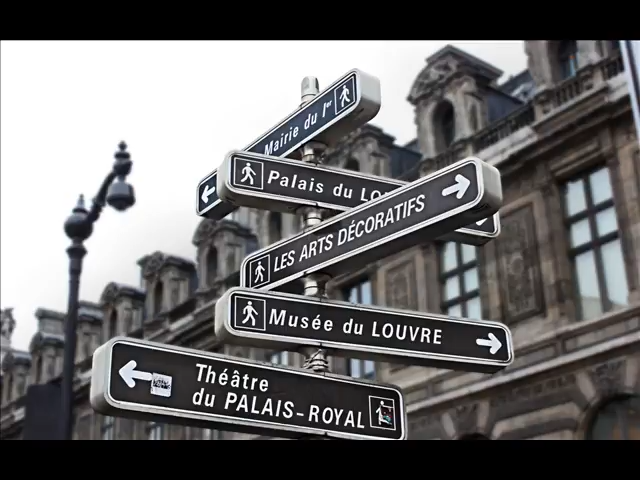 Mairie du 1er
Palais du
LES ARTS DÉCORATIFS
Musée du LOUVRE
Théâtre
du PALAIS-ROYAL